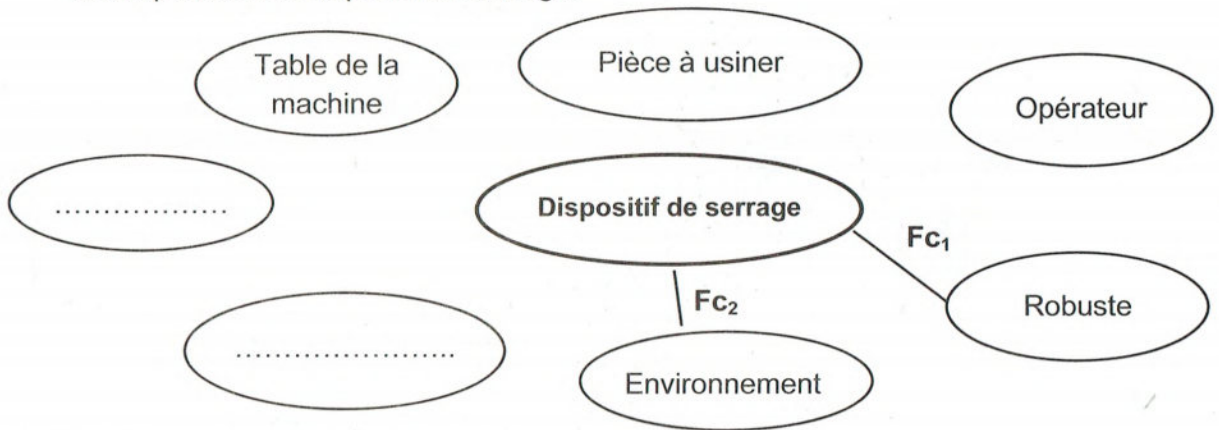 Pièce à usiner
Table de la
machine
Opérateur
..................
Dispositif de serrage
Fc₁
Robuste
Fc₂
.......................
Environnement